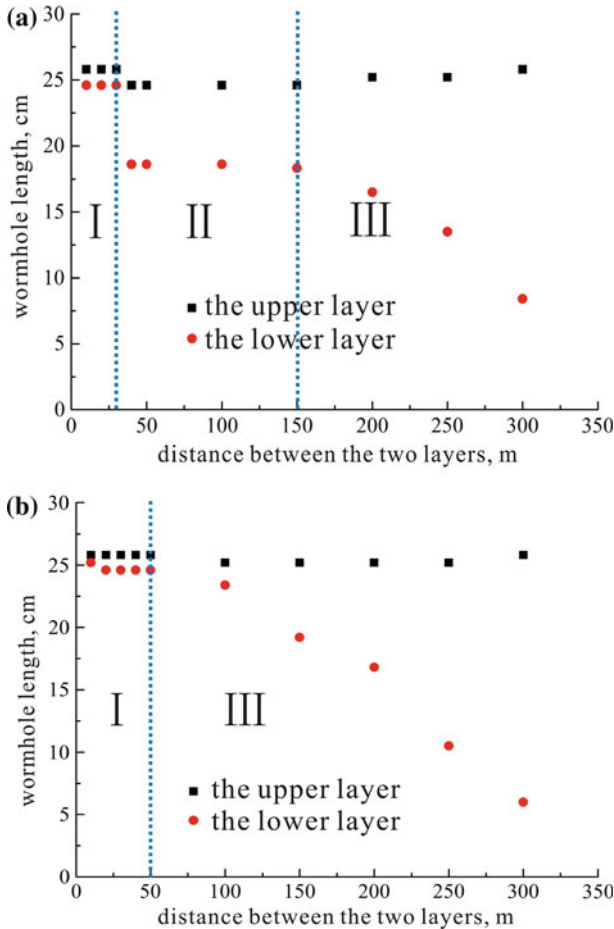 (a)
30
25
20
15
10
5
0
wormhole length, cm
I II III
the upper layer
the lower layer
0 50 100 150 200 250 300 350
distance between the two layers, m
(b)
30
25
20
15
10
5
0
wormhole length, cm
I III
the upper layer
the lower layer
0 50 100 150 200 250 300 350
distance between the two layers, m